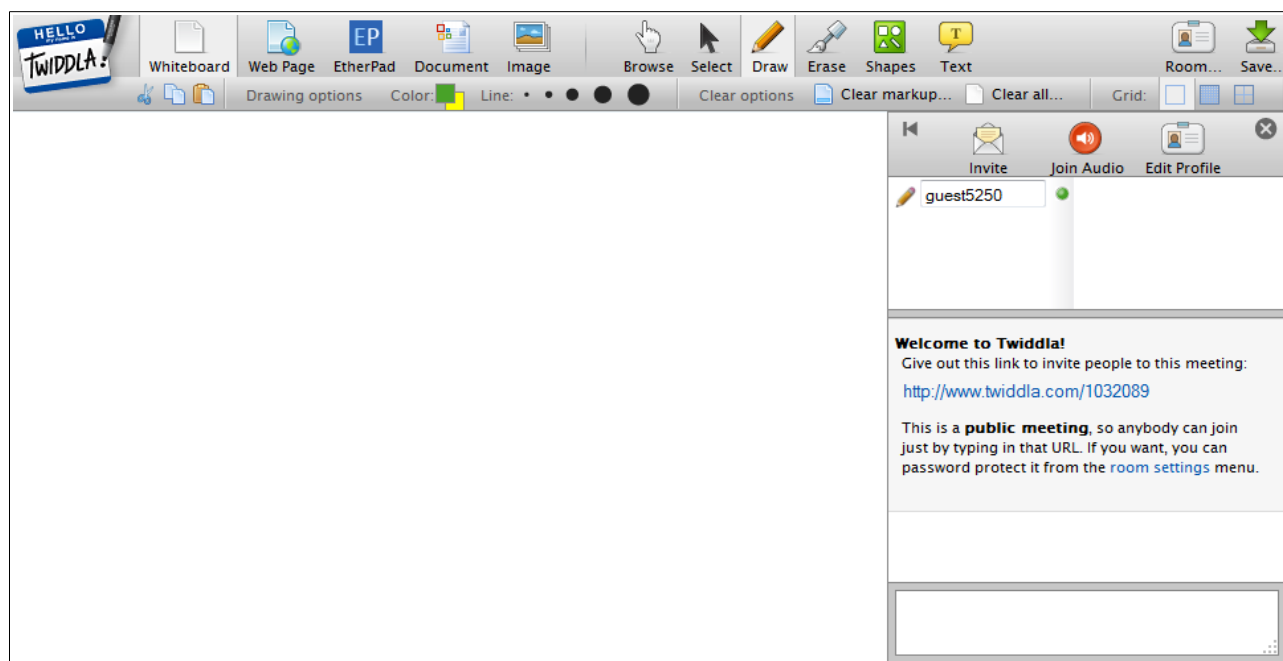 HELLO
my name is
TWIDDLA!
Whiteboard Web Page EtherPad Document Image Browse Select Draw Erase Shapes Text Room... Save...
EP
T
Drawing options Color: Line: Clear options Clear markup... Clear all... Grid:
Invite Join Audio Edit Profile
guest5250
Welcome to Twiddla!
Give out this link to invite people to this meeting:
http://www.twiddla.com/1032089
This is a public meeting, so anybody can join
just by typing in that URL. If you want, you can
password protect it from the room settings menu.